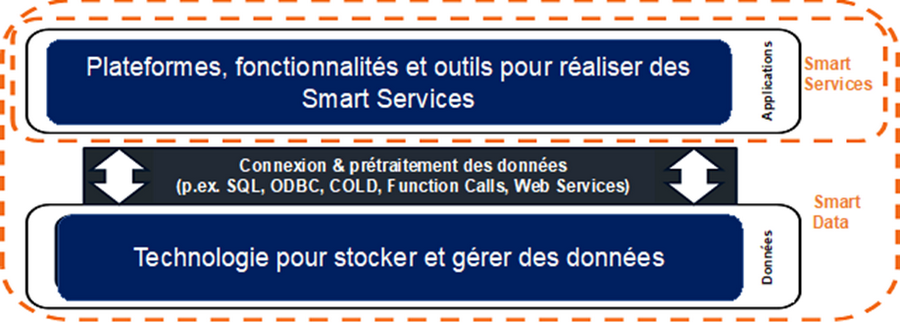 Plateformes, fonctionnalités et outils pour réaliser des
Smart Services
Applications
Smart
Services
Connexion & prétraitement des données
(p.ex. SQL, ODBC, COLD, Function Calls, Web Services)
Smart
Data
Technologie pour stocker et gérer des données
Données